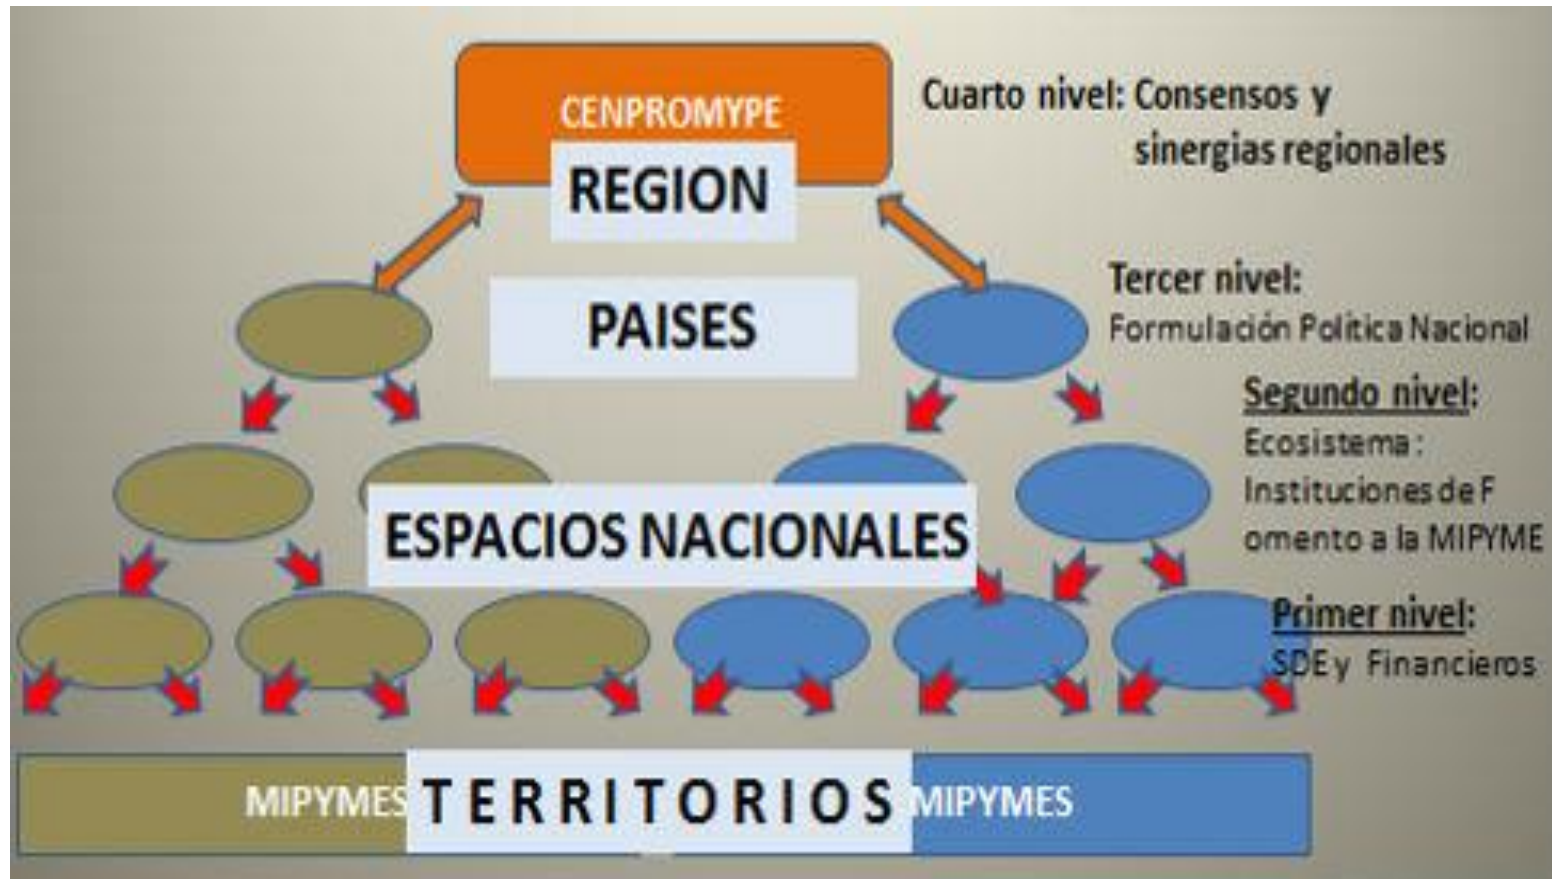 CENPROMYPE
REGION
Cuarto nivel: Consensos y
sinergias regionales
PAISES
Tercer nivel:
Formulación Politica Nacional
Segundo nivel:
Ecosistema:
Instituciones de F
omento a la MIPYME
ESPACIOS NACIONALES
Primer nivel:
SDE y Financieros
MIPYMES TERRITORIOS MIPYMES